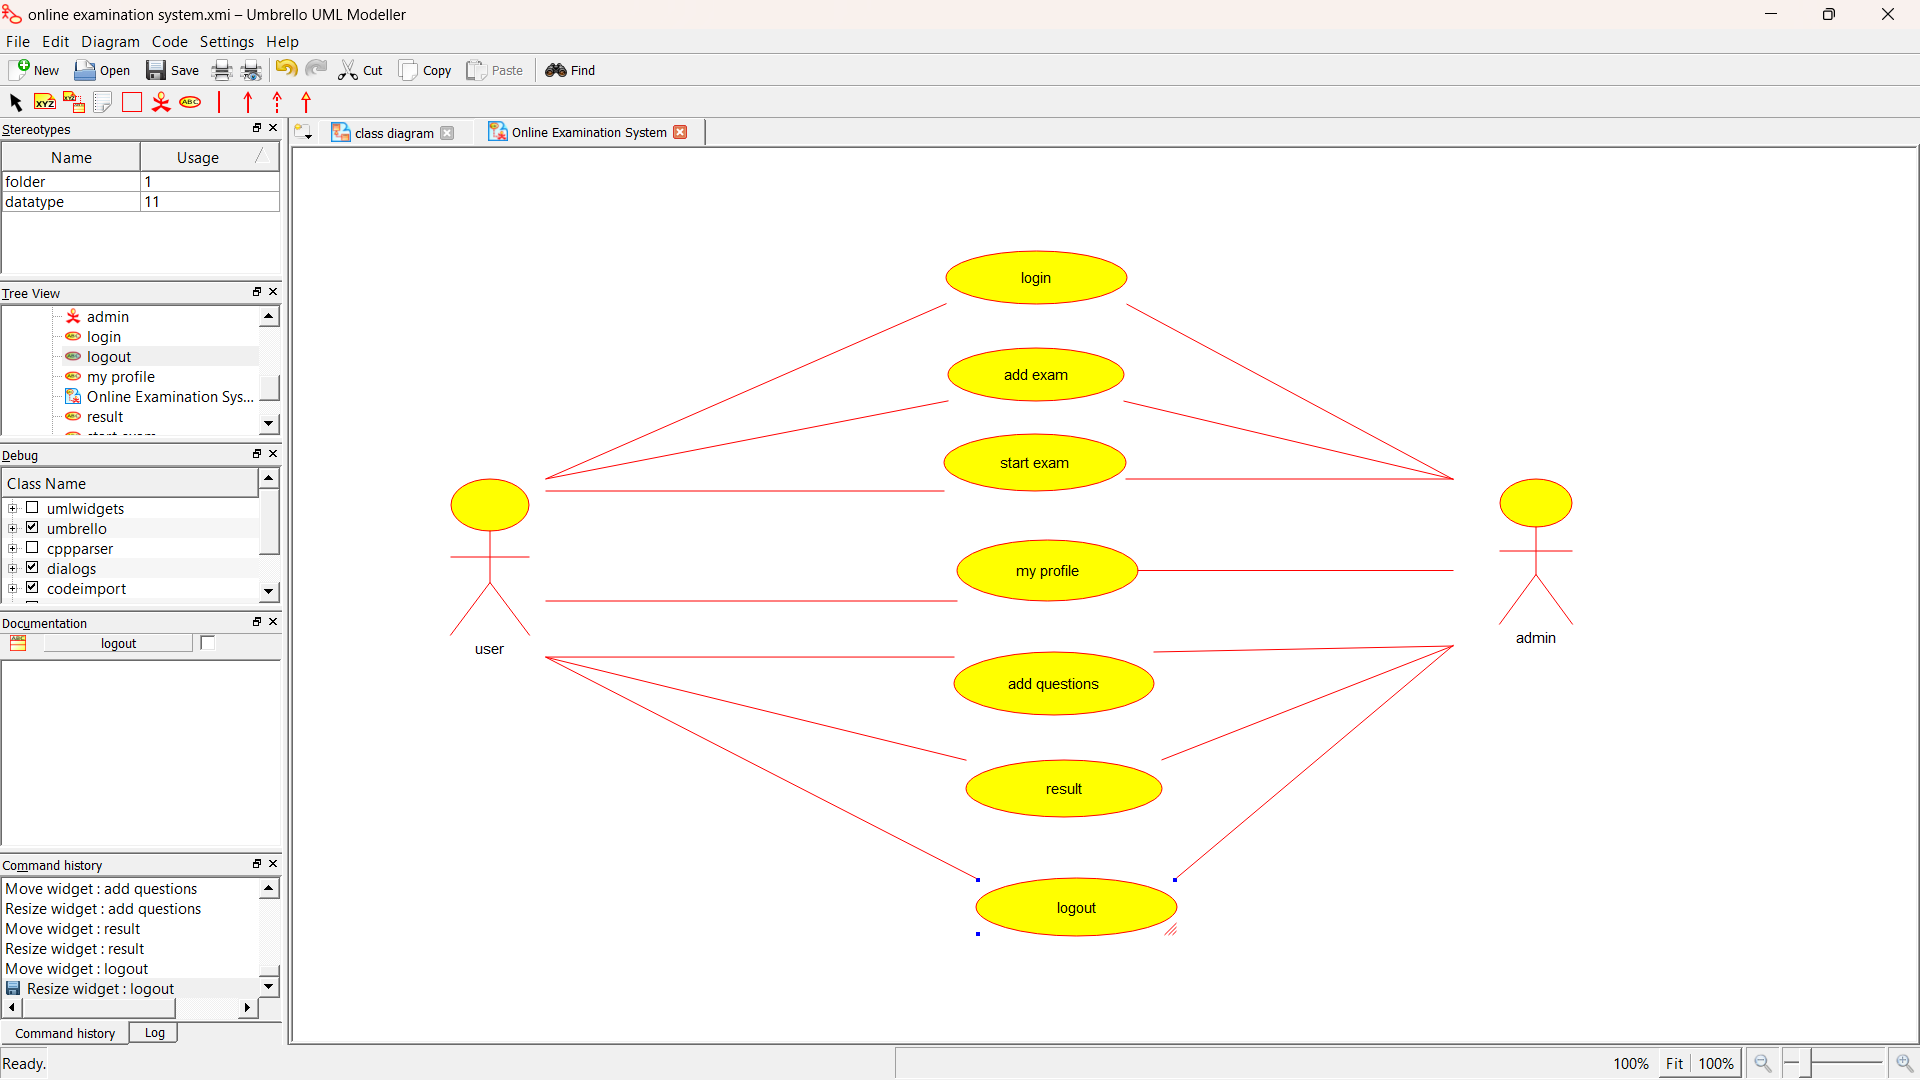 online examination system.xmi – Umbrello UML Modeller
File Edit Diagram Code Settings Help
New Open Save Cut Copy Paste Find
XYZ XYZ ABC
Stereotypes
Name Usage
folder 1
datatype 11
Tree View
admin
login
logout
my profile
Online Examination Sys...
result
Debug
Class Name
umlwidgets
umbrello
cppparser
dialogs
codeimport
Documentation
logout
Command history
Move widget : add questions
Resize widget : add questions
Move widget : result
Resize widget : result
Move widget : logout
Resize widget : logout
Command history Log
Ready.
class diagram Online Examination System
login
add exam
start exam
my profile
user
admin
add questions
result
logout
100% Fit 100%